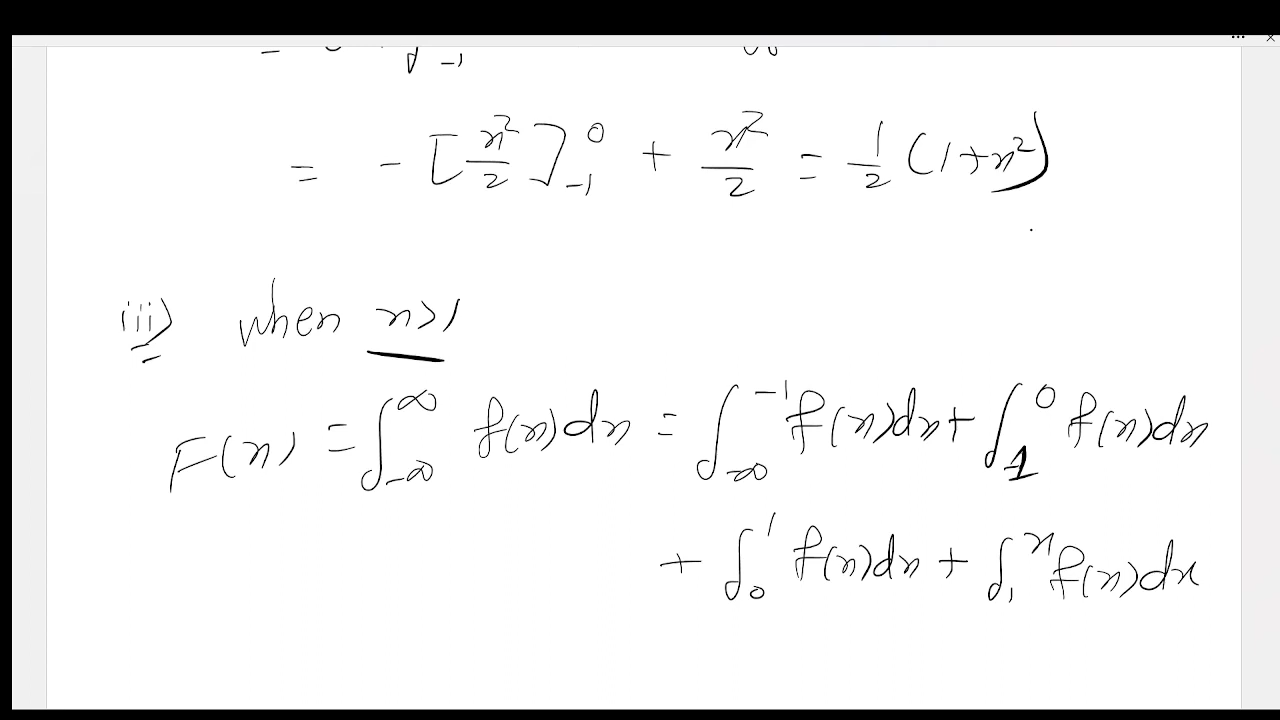 = - [x²/2]₋₁⁰ + x²/2 = 1/2 (1+x²)
iii) when x>1
F(x) = ∫₋∞^∞ f(x)dx = ∫₋∞^-1 f(x)dx + ∫₁⁰ f(x)dx
+ ∫₀¹ f(x)dx + ∫₁ˣ f(x)dx